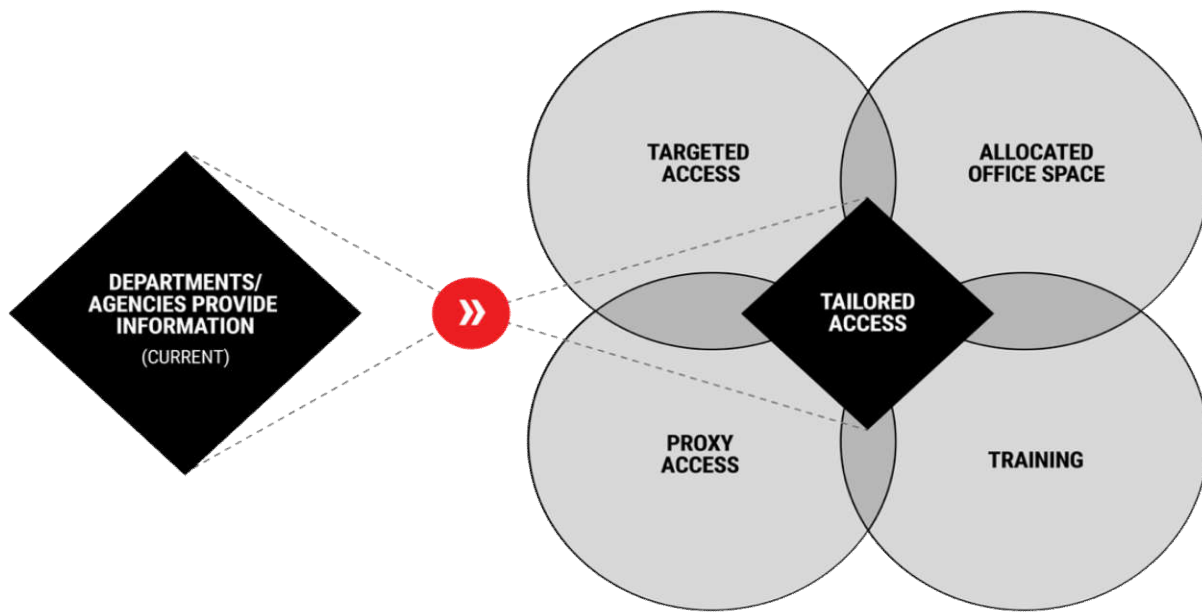 DEPARTMENTS/
AGENCIES PROVIDE
INFORMATION
(CURRENT)
»
TARGETED
ACCESS
ALLOCATED
OFFICE SPACE
TAILORED
ACCESS
PROXY
ACCESS
TRAINING